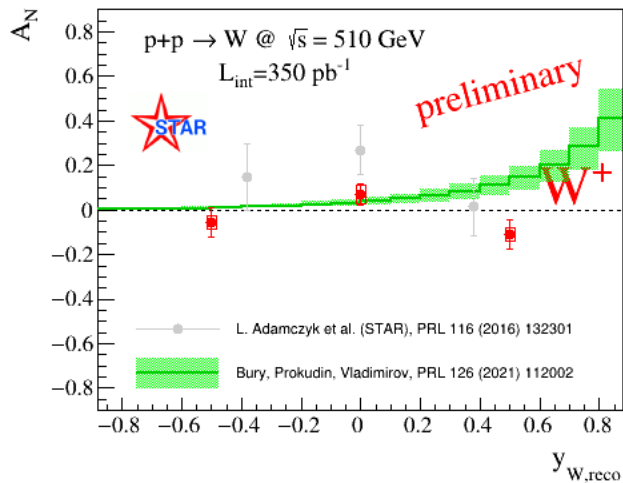 A_N
p+p → W @ √s = 510 GeV
L_int=350 pb^-1
preliminary
STAR
W+
0.8
0.6
0.4
0.2
0
−0.2
−0.4
−0.6
−0.8
L. Adamczyk et al. (STAR), PRL 116 (2016) 132301
Bury, Prokudin, Vladimirov, PRL 126 (2021) 112002
−0.8 −0.6 −0.4 −0.2 0 0.2 0.4 0.6 0.8
y_W,reco